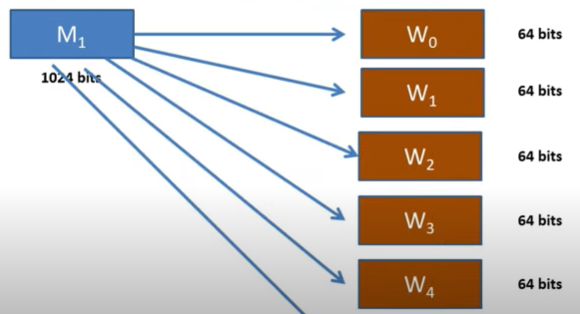 M₁ W₀ 64 bits
1024 bits
W₁ 64 bits
W₂ 64 bits
W₃ 64 bits
W₄ 64 bits